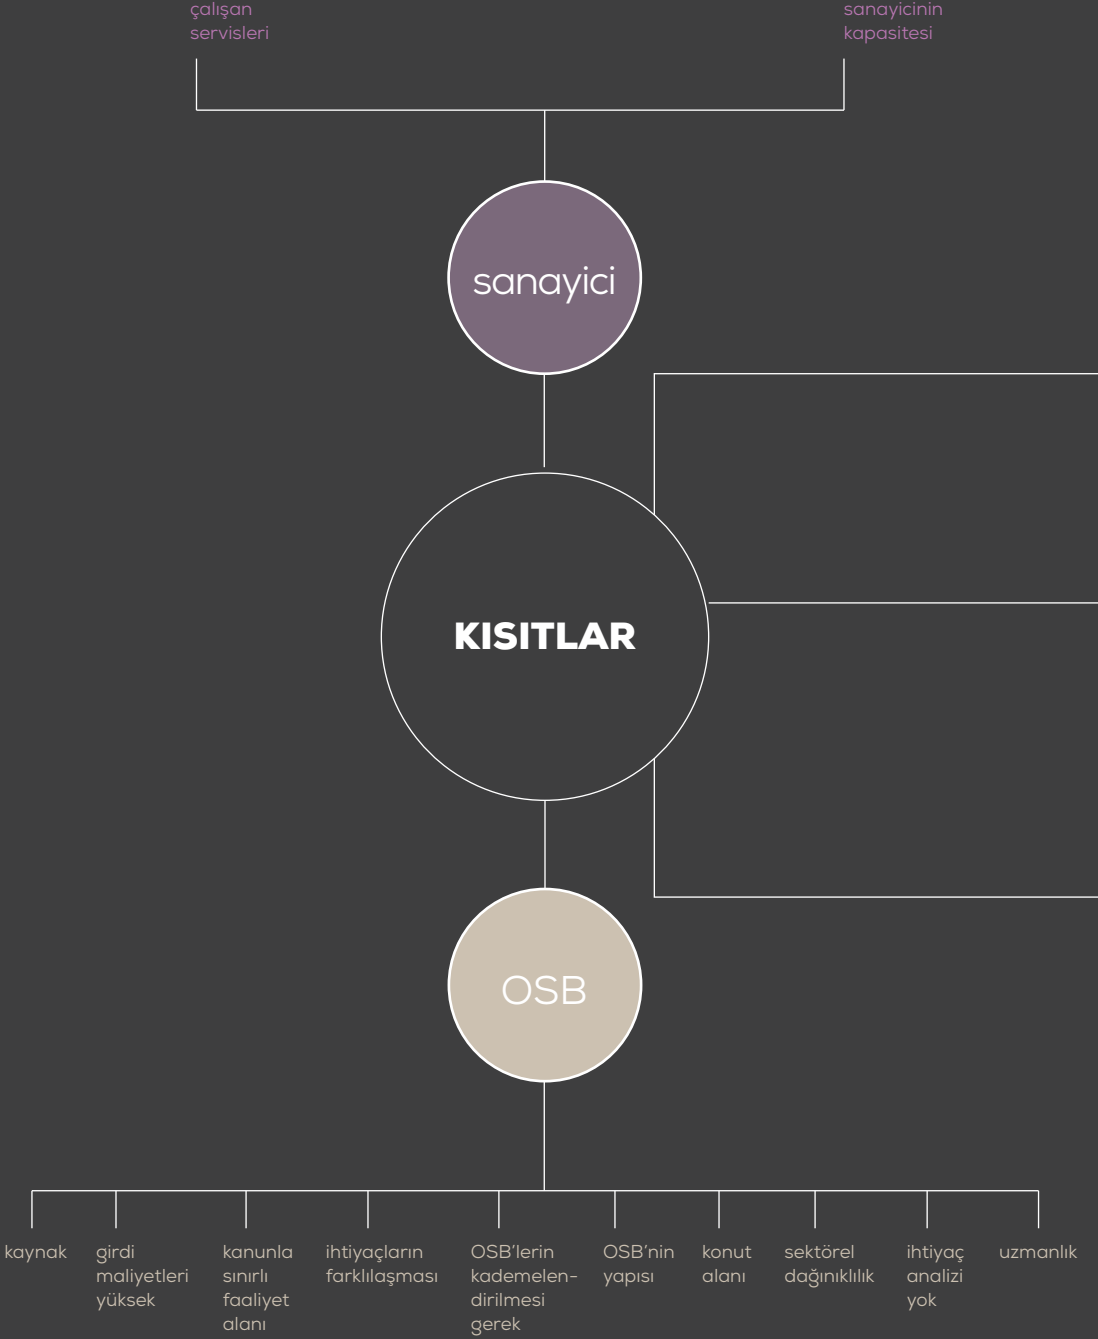 çalışan
servisleri
sanayicinin
kapasitesi
sanayici
KISITLAR
OSB
kaynak
girdi
maliyetleri
yüksek
kanunla
sınırlı
faaliyet
alanı
ihtiyaçların
farklılaşması
OSB'lerin
kademelen-
dirilmesi
gerek
OSB'nin
yapısı
konut
alanı
sektörel
dağınıklılık
ihtiyaç
analizi
yok
uzmanlık